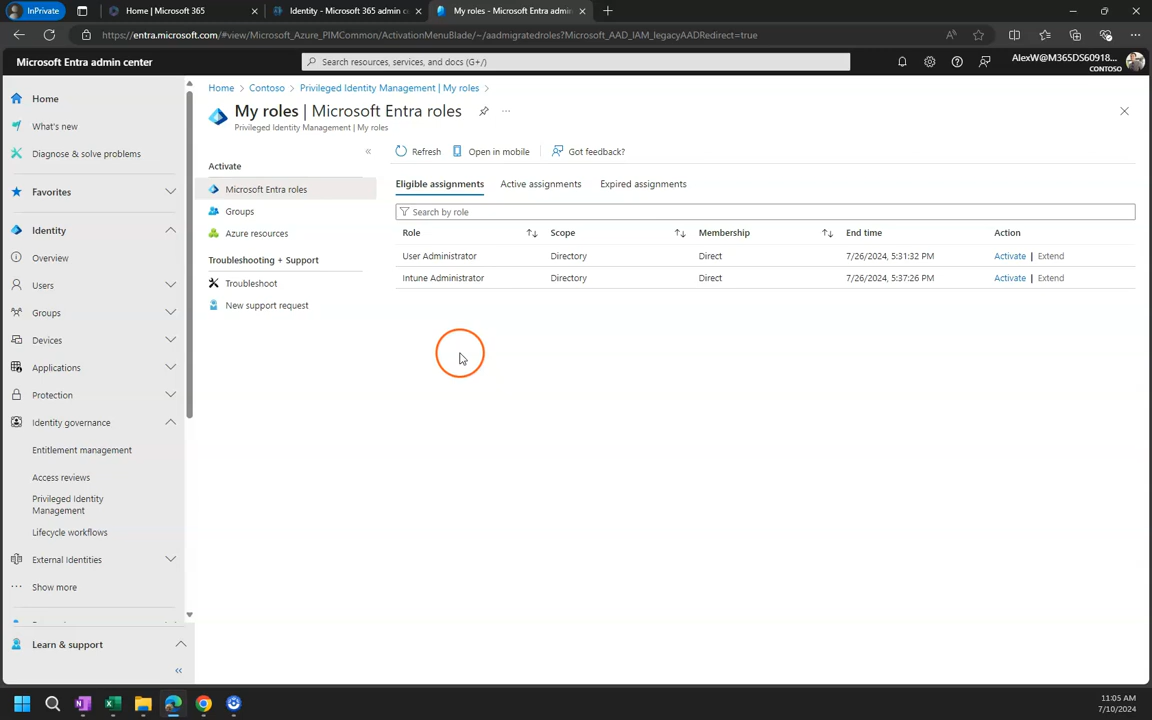 InPrivate
Home | Microsoft 365
Identity - Microsoft 365 admin c
My roles - Microsoft Entra admin
https://entra.microsoft.com/#view/Microsoft_Azure_PIMCommon/ActivationMenuBlade/~/aadmigratedroles?Microsoft_AAD_IAM_legacyAADRedirect=true
Microsoft Entra admin center
Search resources, services, and docs (G+/)
AlexW@M365DS60918...
CONTOSO
Home
What's new
Diagnose & solve problems
Favorites
Identity
Overview
Users
Groups
Devices
Applications
Protection
Identity governance
Entitlement management
Access reviews
Privileged Identity
Management
Lifecycle workflows
External Identities
Show more
Learn & support
Home > Contoso > Privileged Identity Management | My roles >
My roles | Microsoft Entra roles
Privileged Identity Management | My roles
Activate
Microsoft Entra roles
Groups
Azure resources
Troubleshooting + Support
Troubleshoot
New support request
Refresh Open in mobile Got feedback?
Eligible assignments Active assignments Expired assignments
Search by role
Role Scope Membership End time Action
User Administrator Directory Direct 7/26/2024, 5:31:32 PM Activate | Extend
Intune Administrator Directory Direct 7/26/2024, 5:37:26 PM Activate | Extend
11:05 AM
7/10/2024